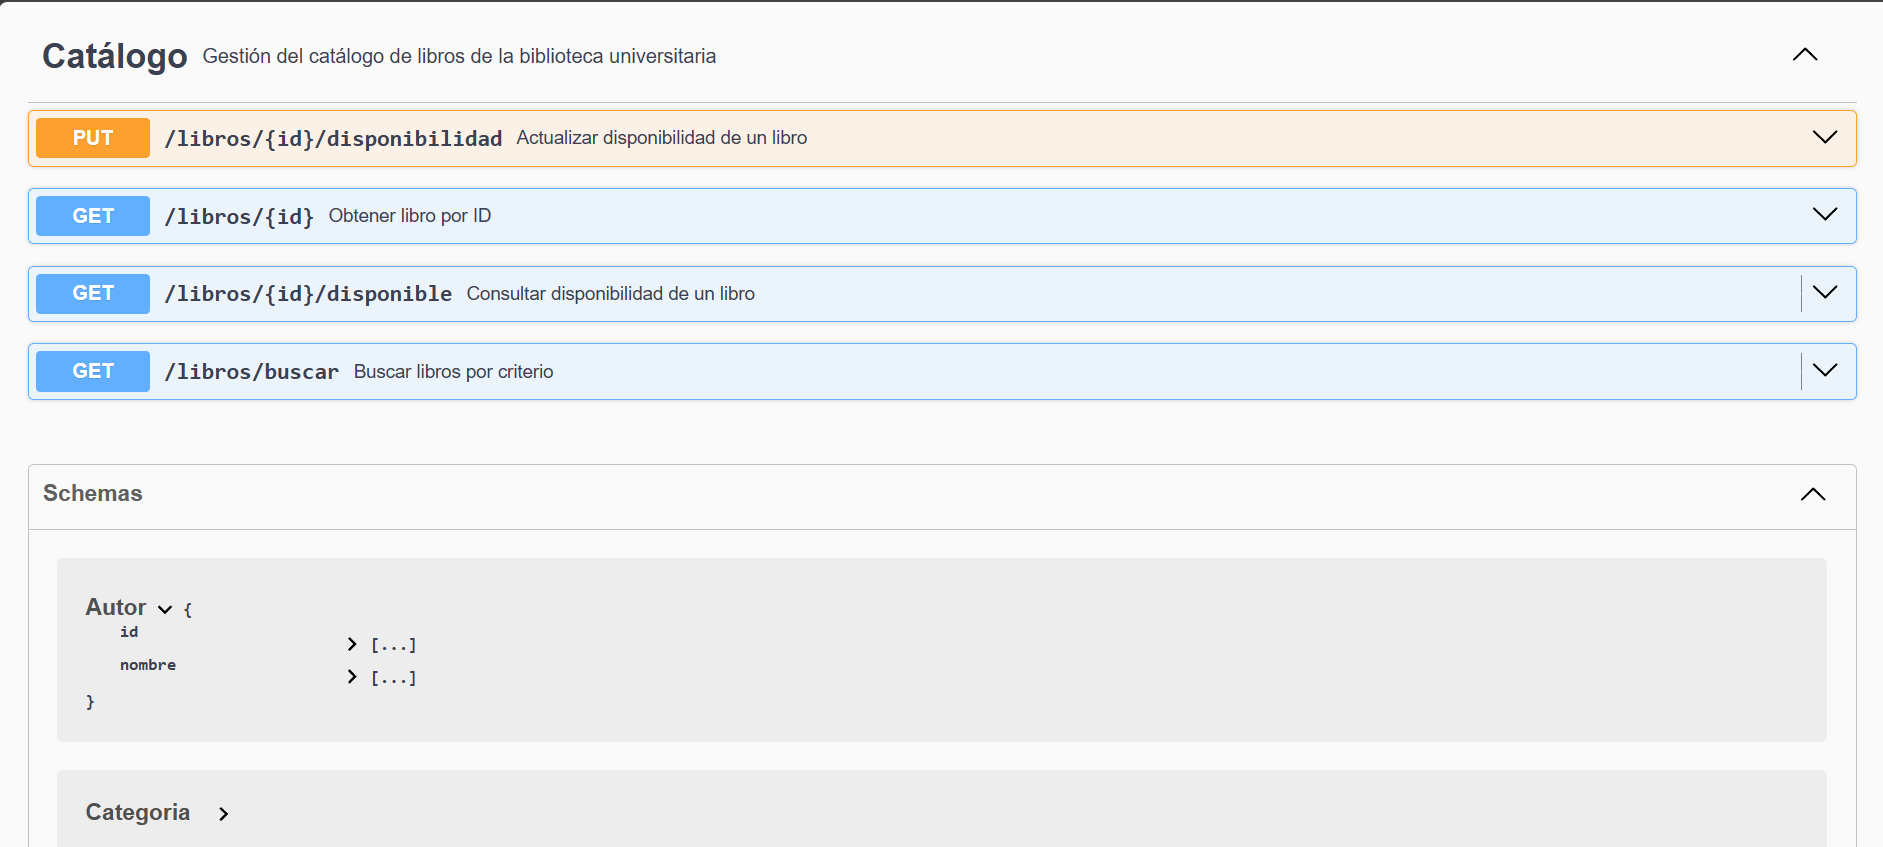 Catálogo Gestión del catálogo de libros de la biblioteca universitaria
PUT /libros/{id}/disponibilidad Actualizar disponibilidad de un libro
GET /libros/{id} Obtener libro por ID
GET /libros/{id}/disponible Consultar disponibilidad de un libro
GET /libros/buscar Buscar libros por criterio
Schemas
Autor {
id
[...]
nombre
[...]
}
Categoria